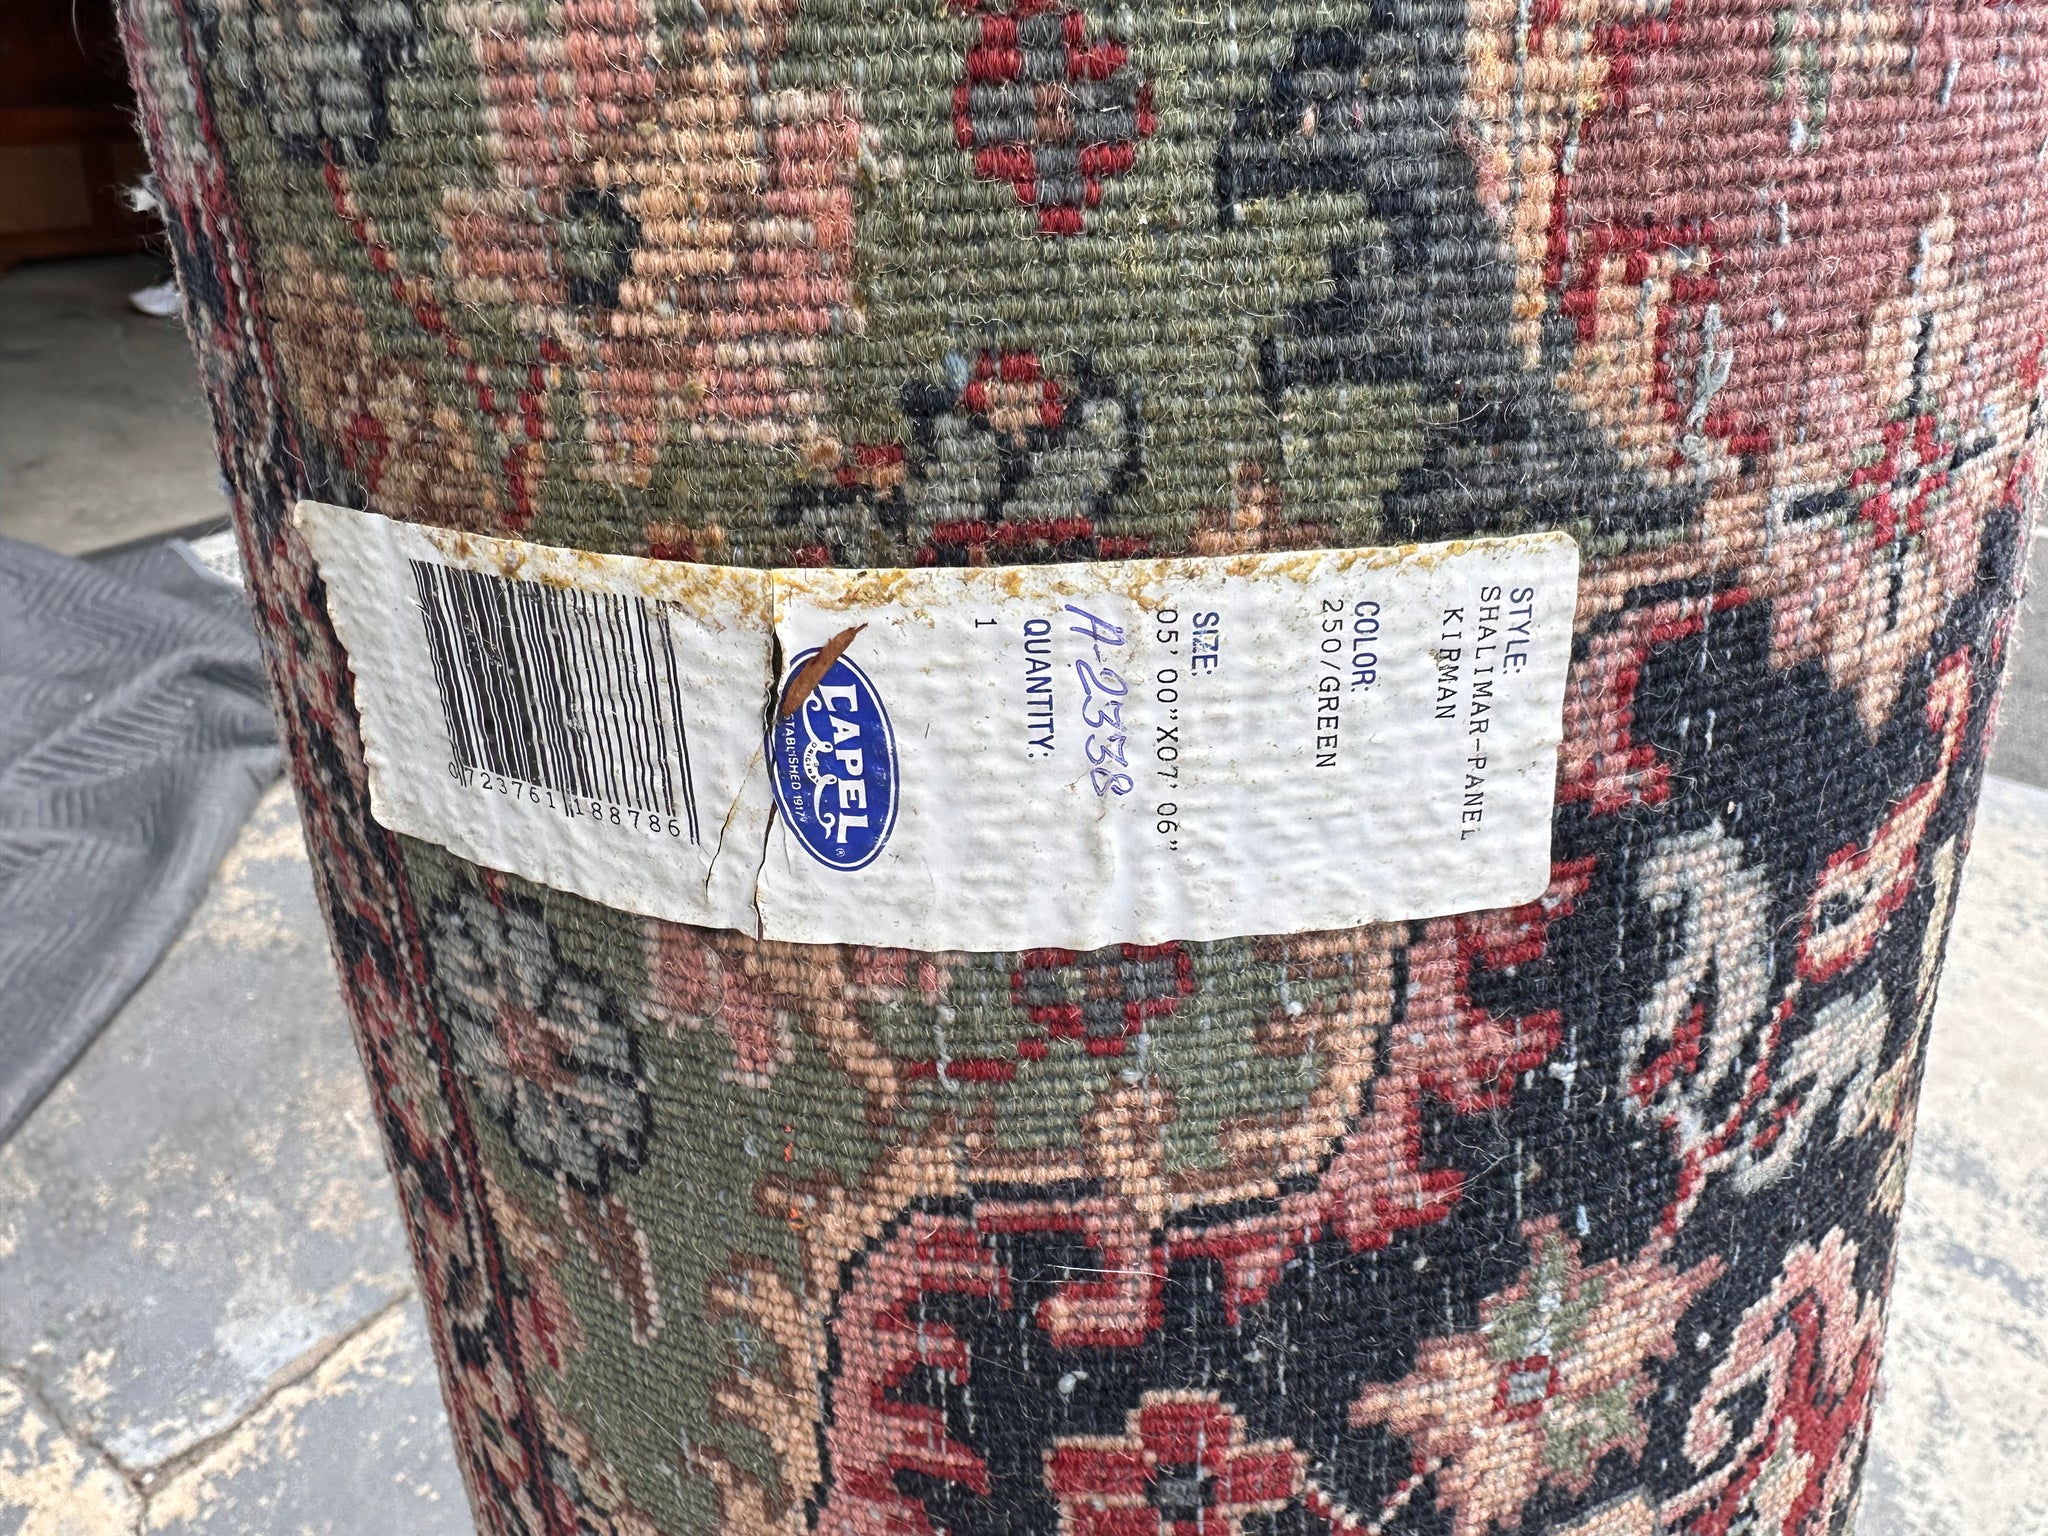 STYLE:
SHALIMAR-PANEL
KIRMAN
COLOR:
250/GREEN
SIZE:
05' 00"X07' 06"
A-2338
QUANTITY:
1
CAPEL®
ORIGINAL
ESTABLISHED 1917
0 723761 188786